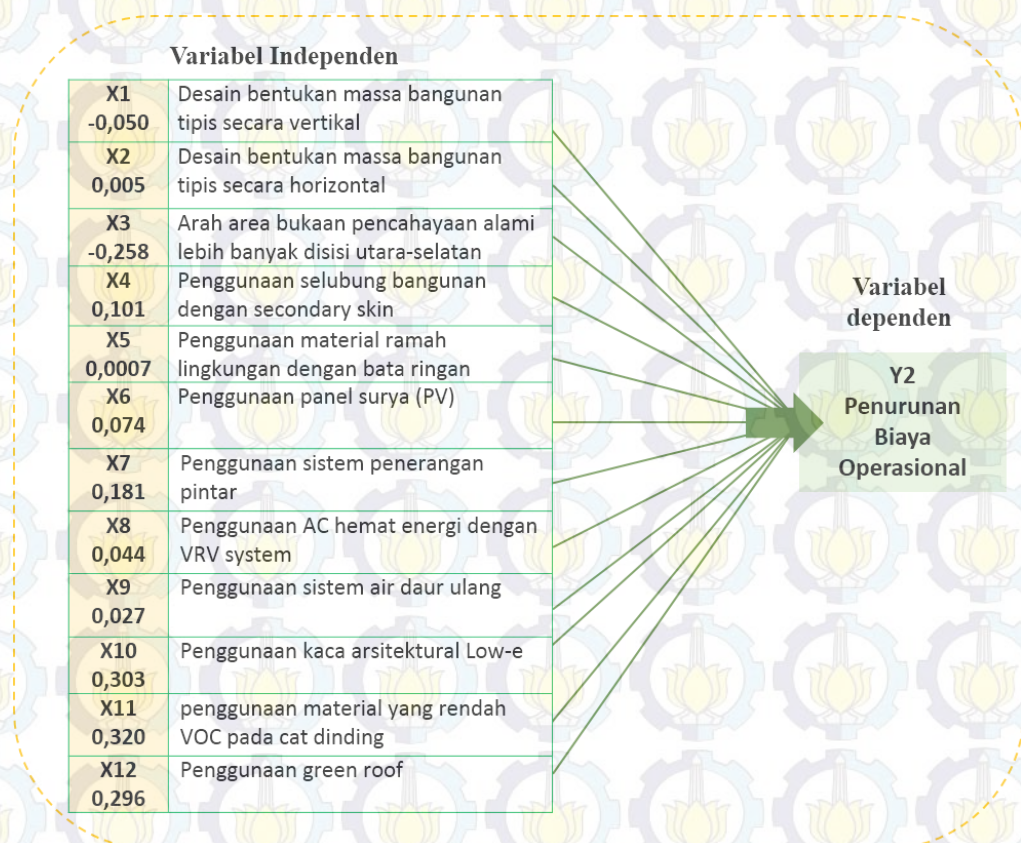 Variabel Independen
X1
-0,050
Desain bentukan massa bangunan
tipis secara vertikal
X2
0,005
Desain bentukan massa bangunan
tipis secara horizontal
X3
-0,258
Arah area bukaan pencahayaan alami
lebih banyak disisi utara-selatan
X4
0,101
Penggunaan selubung bangunan
dengan secondary skin
X5
0,0007
Penggunaan material ramah
lingkungan dengan bata ringan
X6
0,074
Penggunaan panel surya (PV)
X7
0,181
Penggunaan sistem penerangan
pintar
X8
0,044
Penggunaan AC hemat energi dengan
VRV system
X9
0,027
Penggunaan sistem air daur ulang
X10
0,303
Penggunaan kaca arsitektural Low-e
X11
0,320
penggunaan material yang rendah
VOC pada cat dinding
X12
0,296
Penggunaan green roof
Variabel
dependen
Y2
Penurunan
Biaya
Operasional